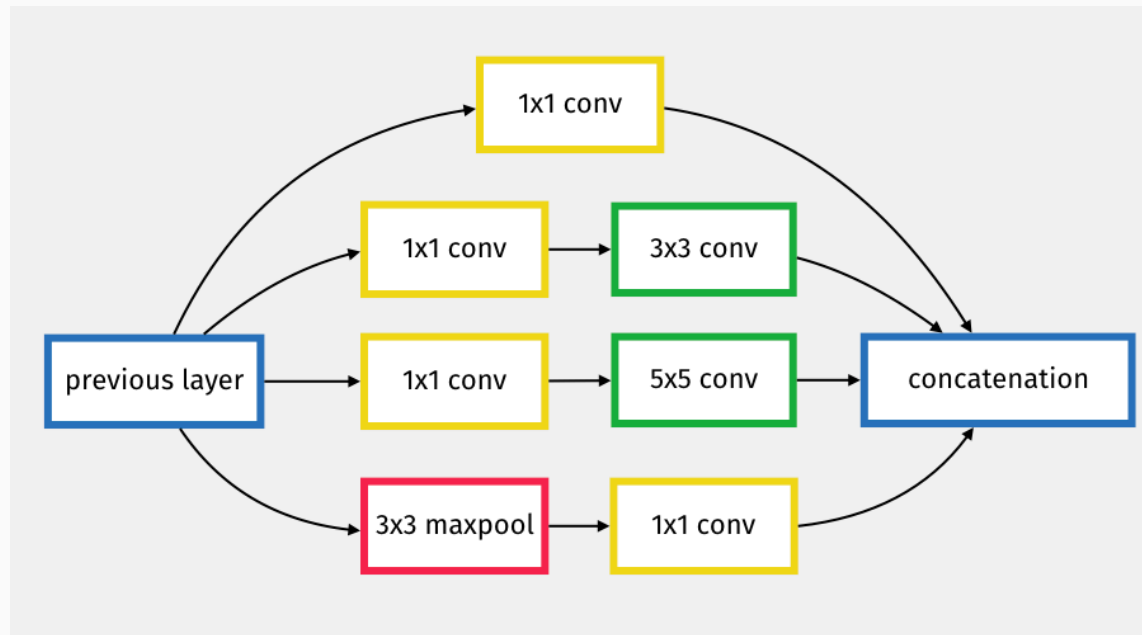 1x1 conv
1x1 conv
3x3 conv
previous layer
1x1 conv
5x5 conv
concatenation
3x3 maxpool
1x1 conv